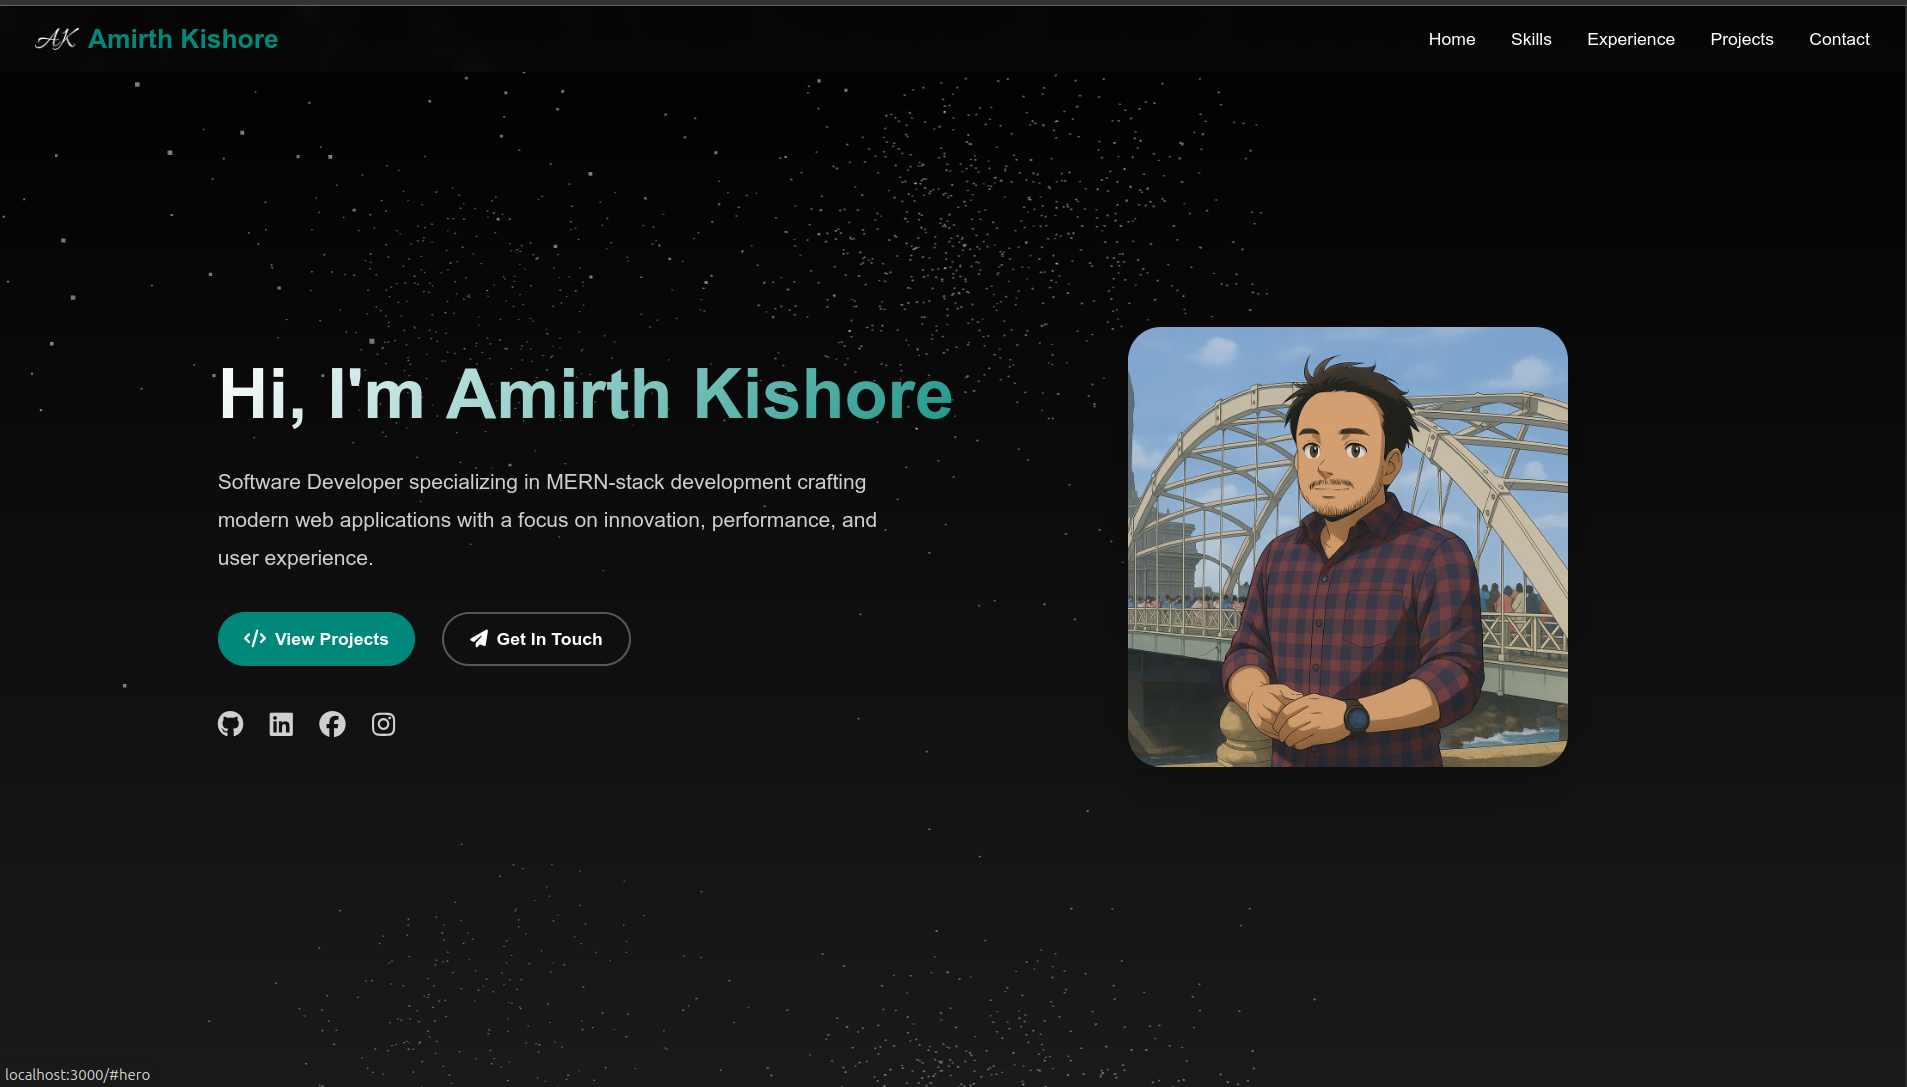 AK Amirth Kishore
Home Skills Experience Projects Contact
Hi, I'm Amirth Kishore
Software Developer specializing in MERN-stack development crafting
modern web applications with a focus on innovation, performance, and
user experience.
</> View Projects
Get In Touch
localhost:3000/#hero